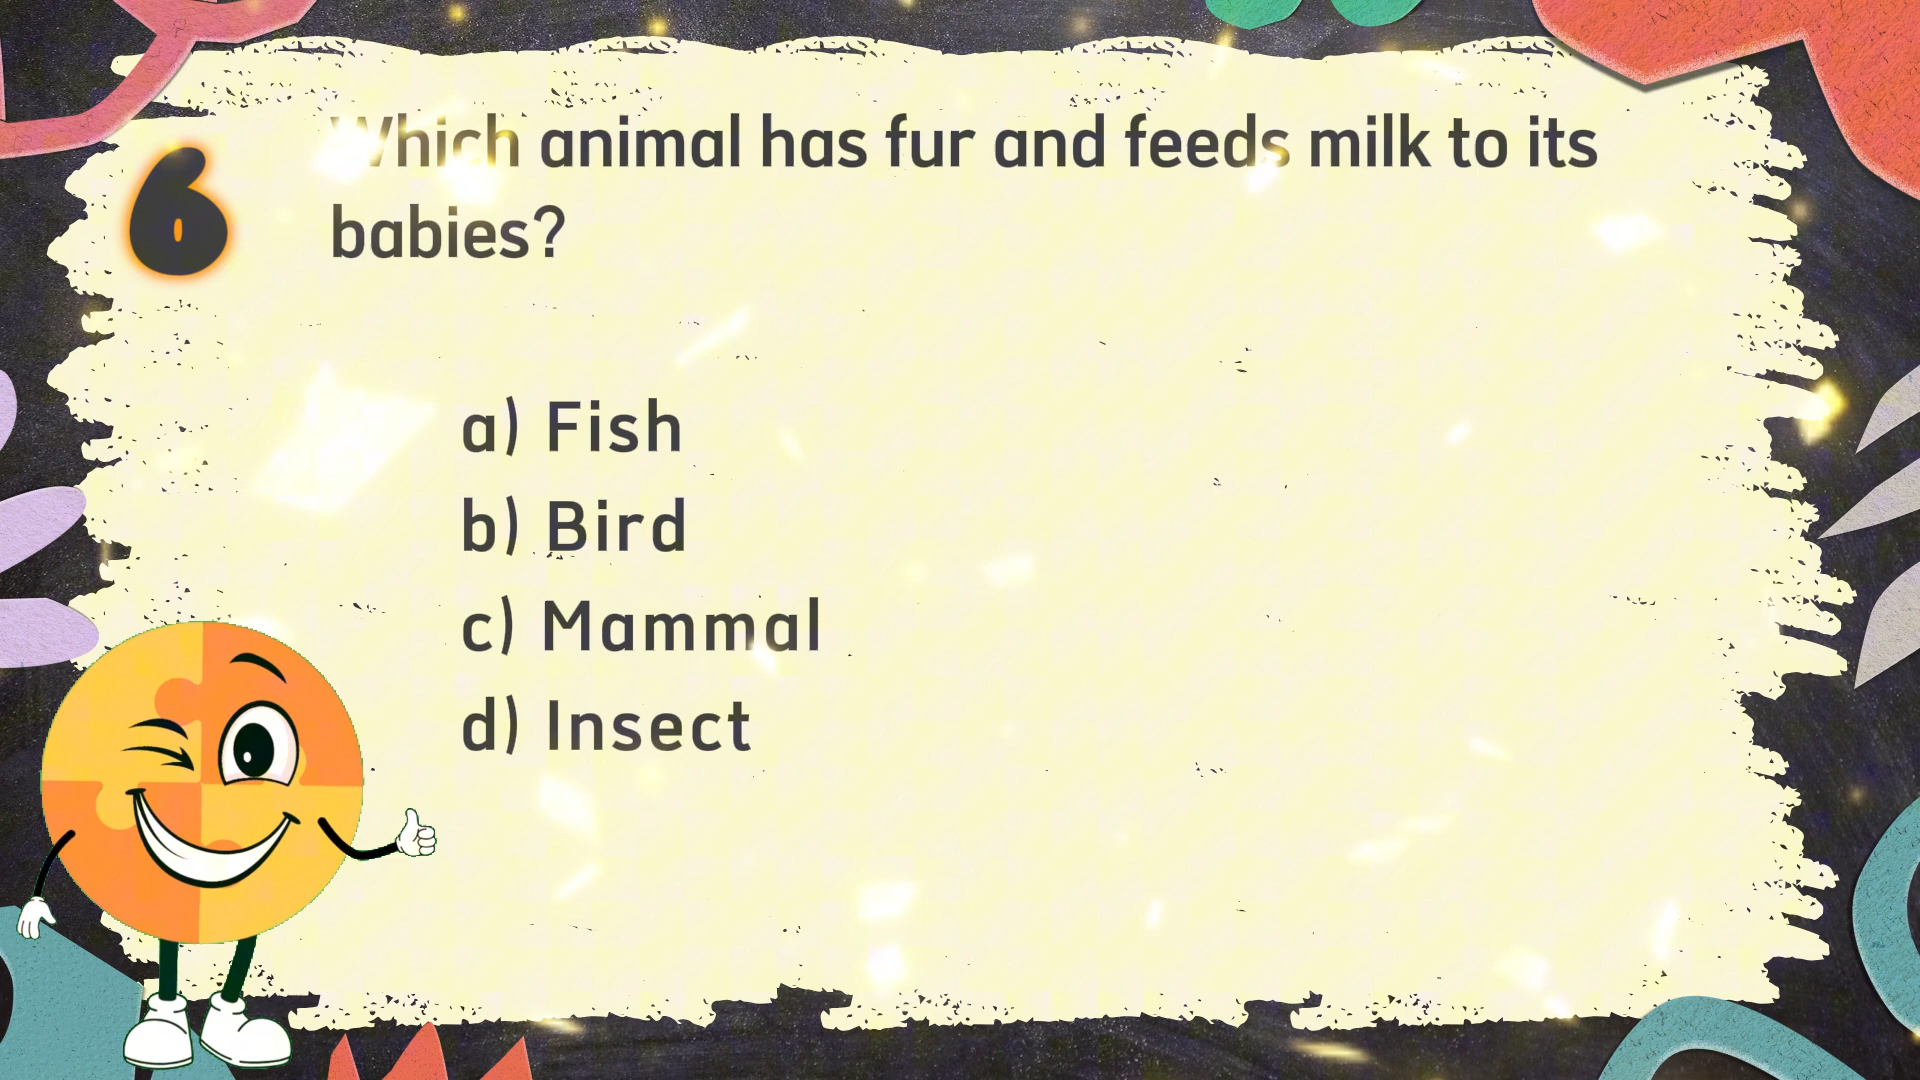 6
Which animal has fur and feeds milk to its
babies?
a) Fish
b) Bird
c) Mammal
d) Insect